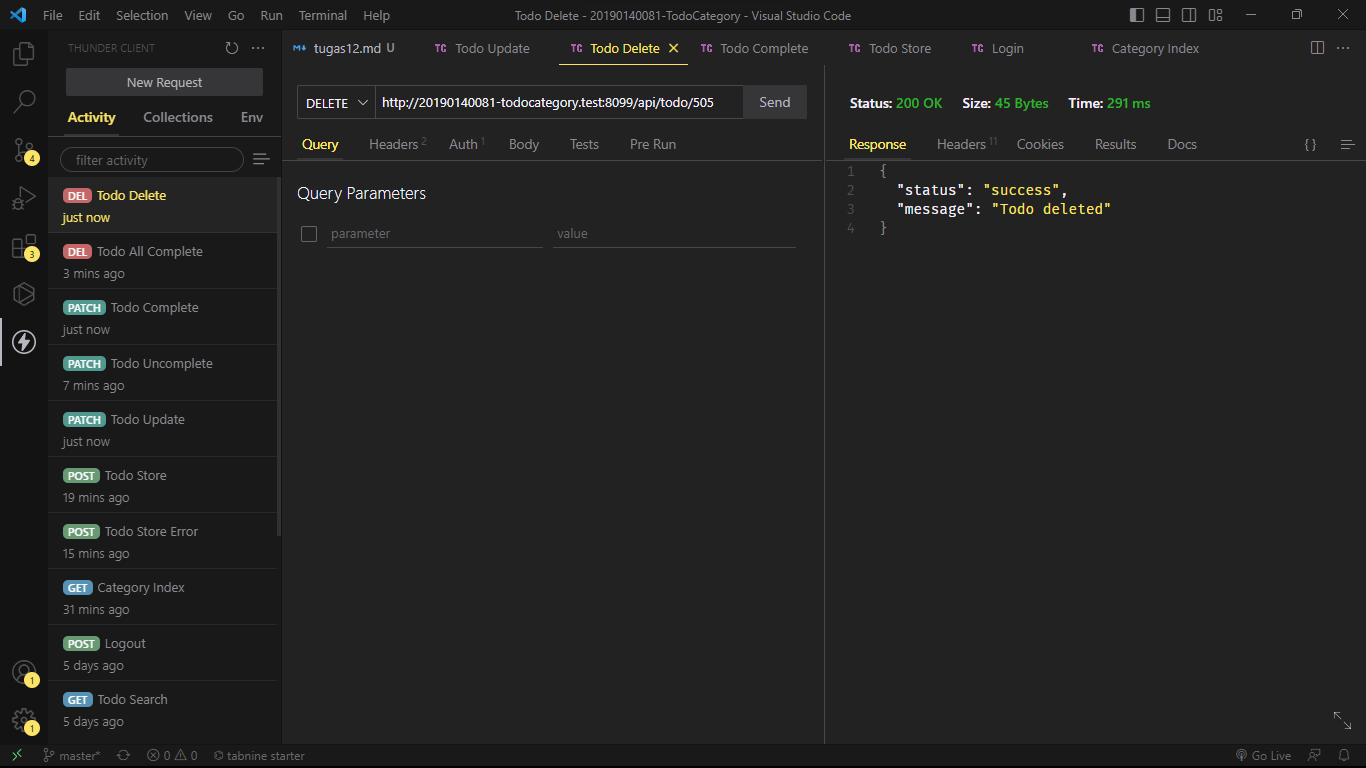 File Edit Selection View Go Run Terminal Help
Todo Delete - 20190140081-TodoCategory - Visual Studio Code
THUNDER CLIENT
New Request
Activity Collections Env
filter activity
DEL Todo Delete
just now
DEL Todo All Complete
3 mins ago
PATCH Todo Complete
just now
PATCH Todo Uncomplete
7 mins ago
PATCH Todo Update
just now
POST Todo Store
19 mins ago
POST Todo Store Error
15 mins ago
GET Category Index
31 mins ago
POST Logout
5 days ago
GET Todo Search
5 days ago
4
3
1
1
tugas12.md U TC Todo Update TC Todo Delete TC Todo Complete TC Todo Store TC Login TC Category Index
DELETE http://20190140081-todocategory.test:8099/api/todo/505 Send
Query Headers 2 Auth 1 Body Tests Pre Run
Query Parameters
parameter value
Status: 200 OK Size: 45 Bytes Time: 291 ms
Response Headers 11 Cookies Results Docs { }
1 {
2 "status": "success",
3 "message": "Todo deleted"
4 }
master* 0 0 tabnine starter Go Live